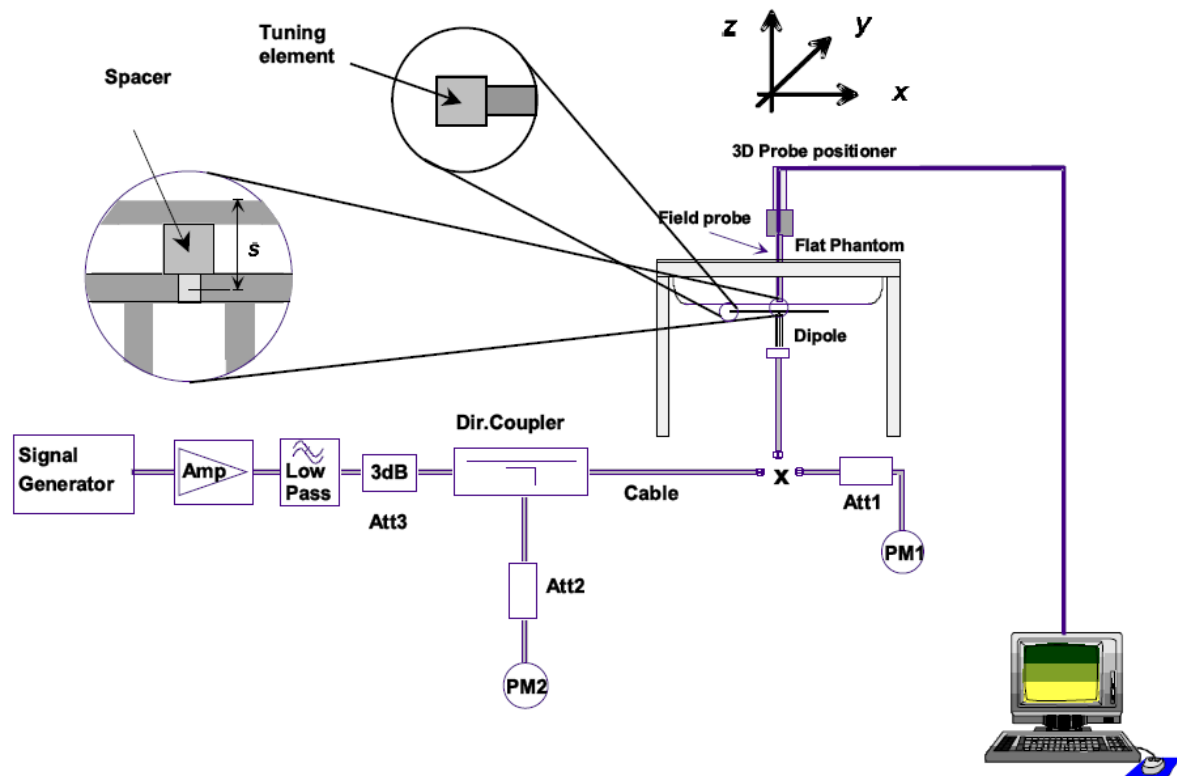 Tuning
element
Spacer
z
y
x
3D Probe positioner
Field probe
Flat Phantom
s
Dipole
Dir.Coupler
Signal
Generator
Amp
Low
Pass
3dB
Att3
Cable
x
Att1
PM1
Att2
PM2